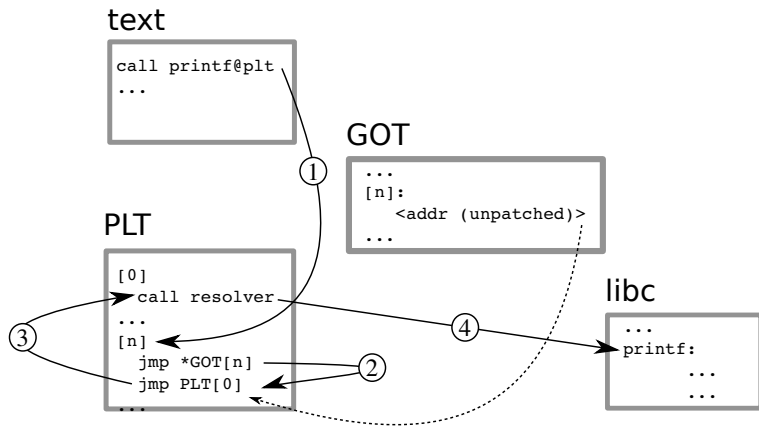 text
call printf@plt
...
1
GOT
...
[n]:
<addr (unpatched)>
...
PLT
[0]
call resolver
...
[n]
jmp *GOT[n]
jmp PLT[0]
...
3
2
4
libc
...
printf:
...
...